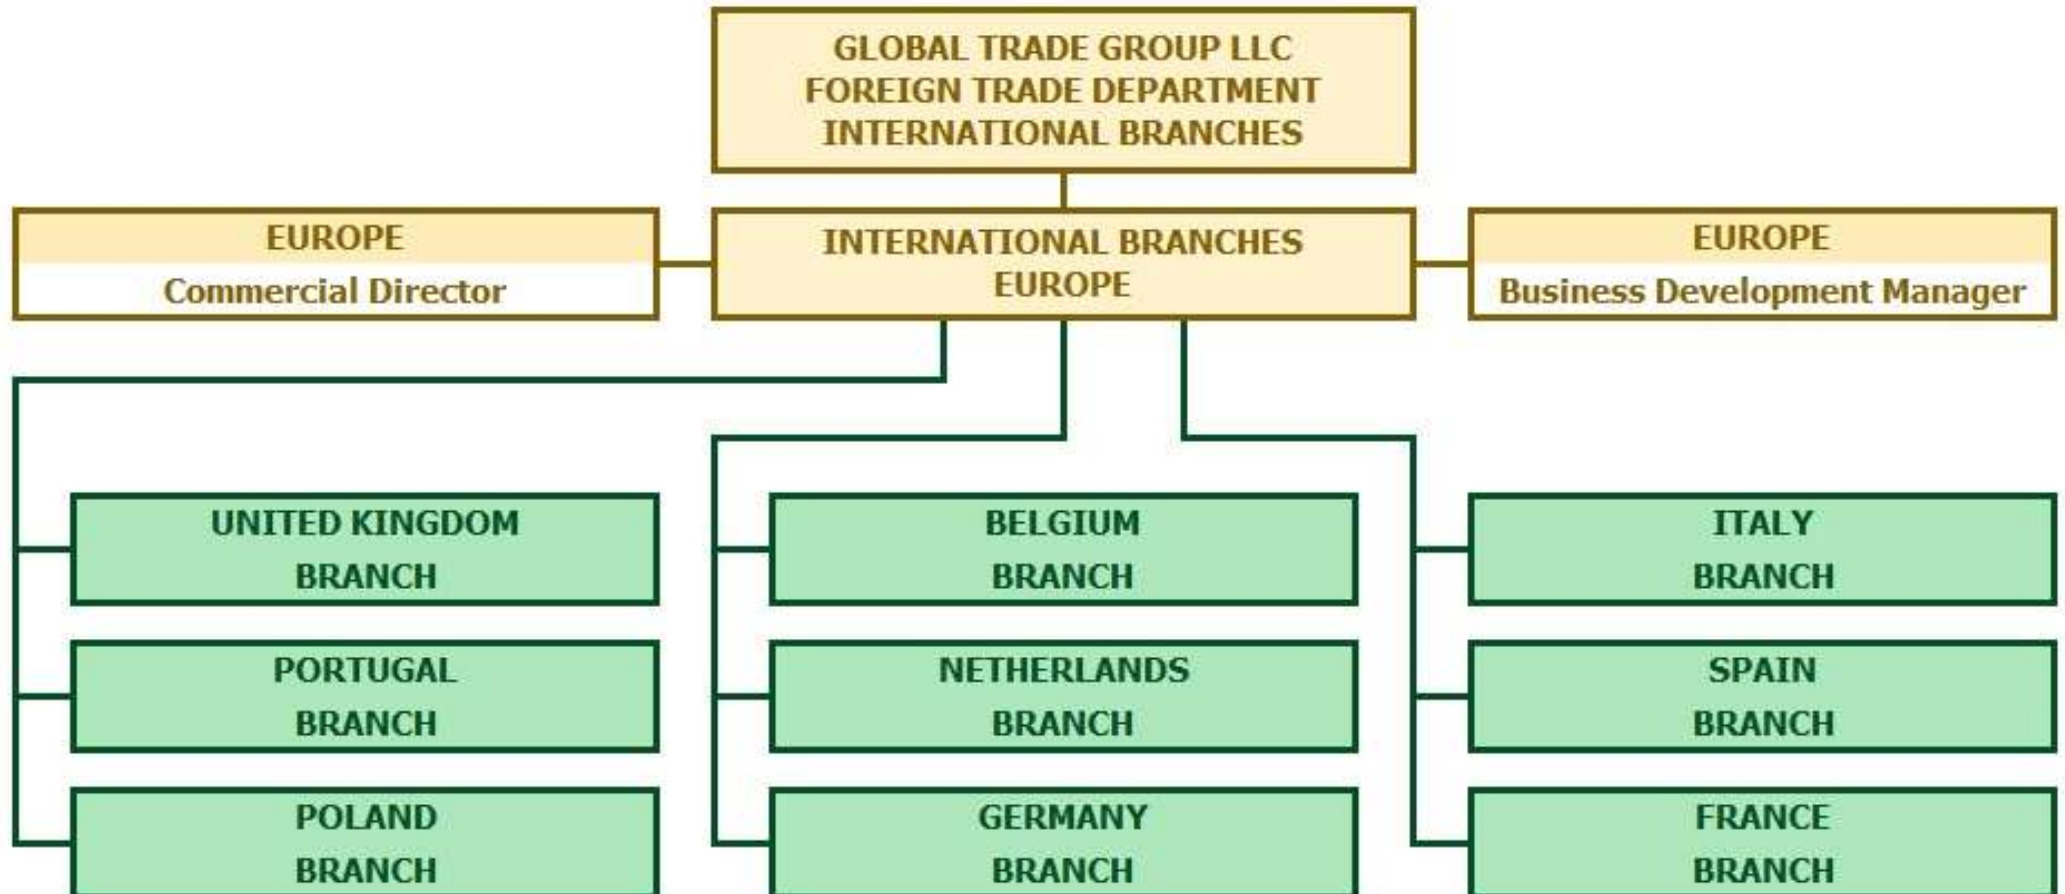 GLOBAL TRADE GROUP LLC
FOREIGN TRADE DEPARTMENT
INTERNATIONAL BRANCHES
EUROPE
Commercial Director
INTERNATIONAL BRANCHES
EUROPE
EUROPE
Business Development Manager
UNITED KINGDOM
BRANCH
BELGIUM
BRANCH
ITALY
BRANCH
PORTUGAL
BRANCH
NETHERLANDS
BRANCH
SPAIN
BRANCH
POLAND
BRANCH
GERMANY
BRANCH
FRANCE
BRANCH